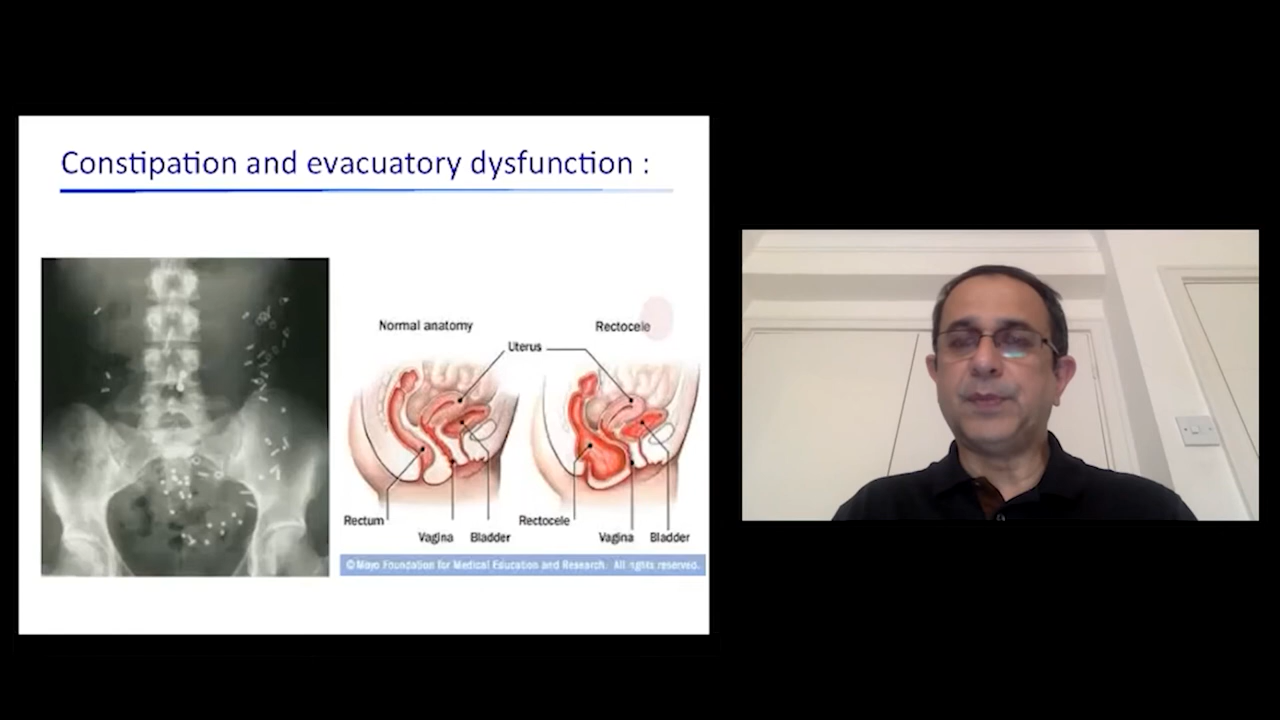 Constipation and evacuatory dysfunction :
Normal anatomy
Rectocele
Uterus
Rectum
Vagina
Bladder
Rectocele
Vagina
Bladder
©Mayo Foundation for Medical Education and Research. All rights reserved.